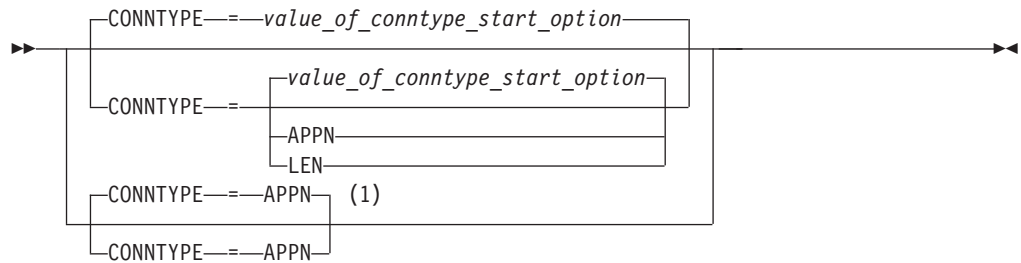 CONNTYPE = value_of_conntype_start_option
value_of_conntype_start_option
CONNTYPE =
APPN
LEN
CONNTYPE = APPN (1)
CONNTYPE = APPN